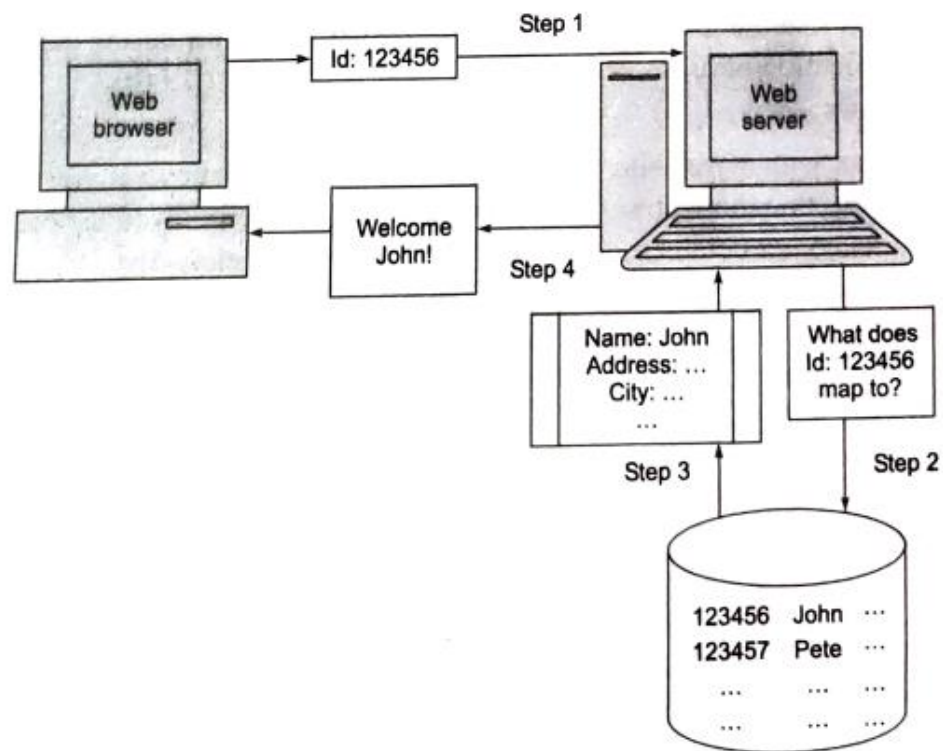 Step 1
Id: 123456
Web
browser
Web
server
Welcome
John!
Step 4
Name: John
Address: ...
City: ...
...
What does
Id: 123456
map to?
Step 3
Step 2
123456 John ...
123457 Pete ...
... ... ...
... ... ...